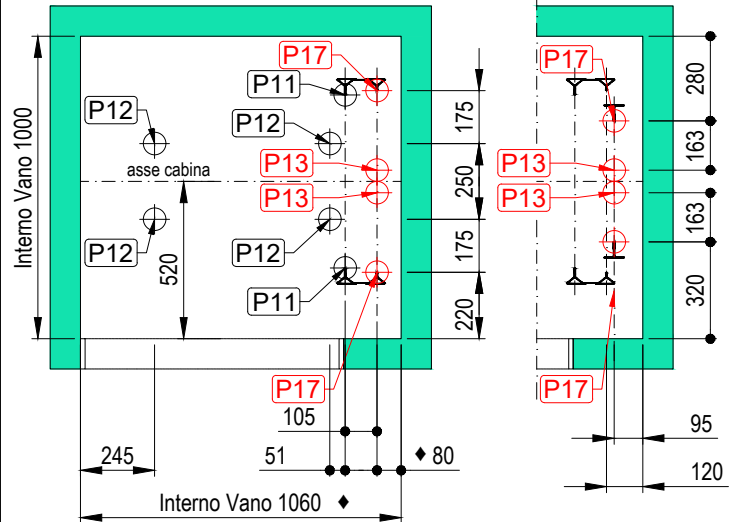 P17
P11
P12
P12
P13
asse cabina
P13
P12
P12
P11
P17
Interno Vano 1000
520
175
250
175
220
105
245
51
♦ 80
Interno Vano 1060 ♦
P17
P13
P13
P17
280
163
163
320
95
120